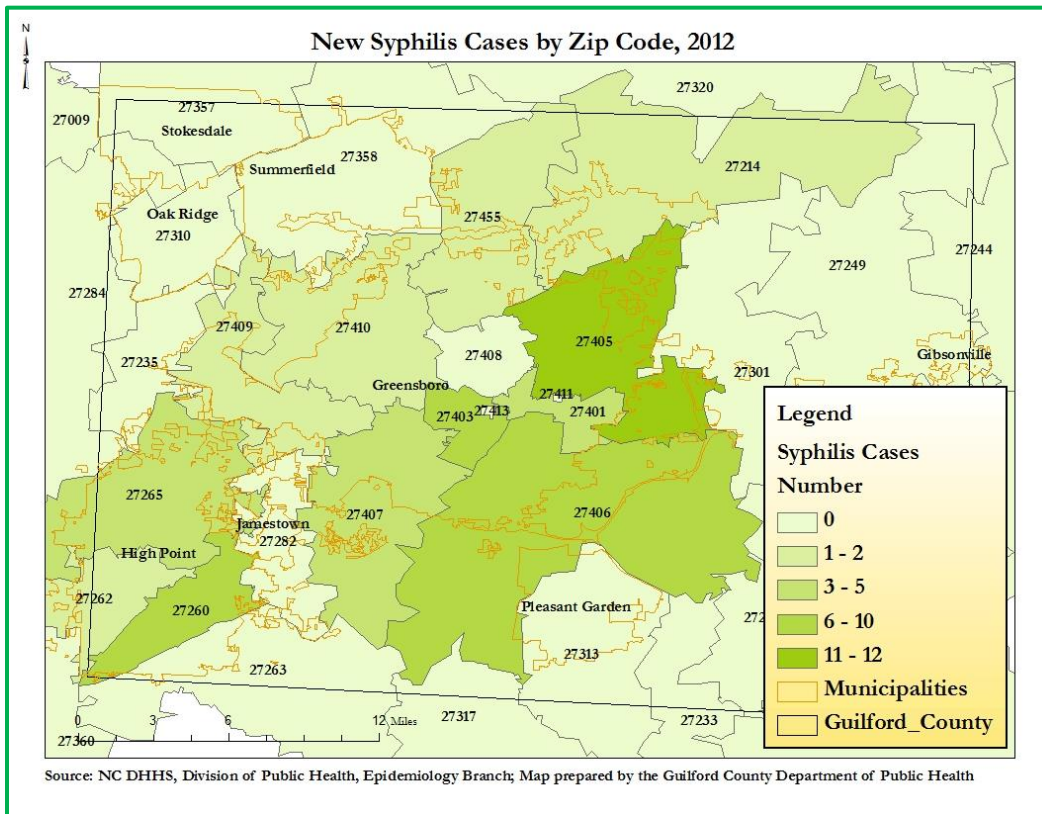 N
New Syphilis Cases by Zip Code, 2012
27320
27357
27009
Stokesdale
27358
Summerfield
27214
Oak Ridge
27310
27455
27244
27249
27284
27409
27410
27405
27408
27235
Gibsonville
27301
Greensboro
27411
27403
27413
27401
27265
27406
27407
Jamestown
27282
High Point
27262
27260
Pleasant Garden
27313
27263
27317
27233
27360
0 3 6 12 Miles
Legend
Syphilis Cases
Number
0
1 - 2
3 - 5
6 - 10
11 - 12
Municipalities
Guilford_County
Source: NC DHHS, Division of Public Health, Epidemiology Branch; Map prepared by the Guilford County Department of Public Health